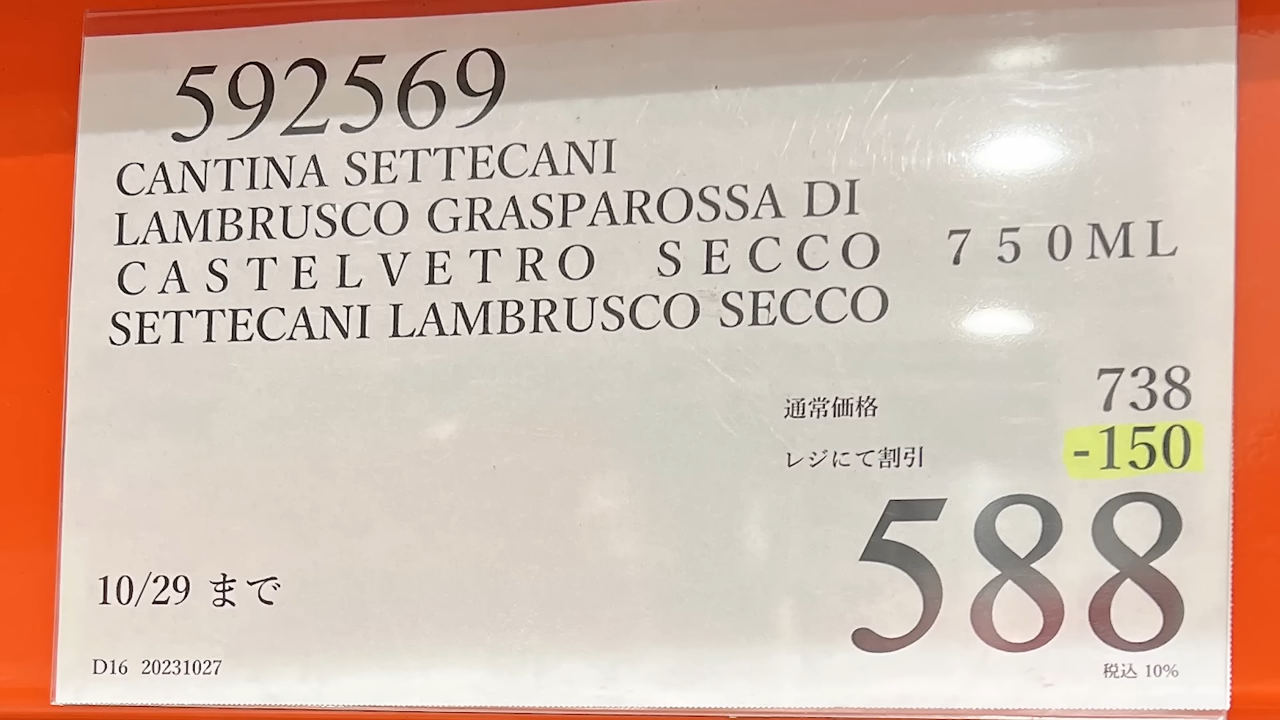 592569
CANTINA SETTECANI
LAMBRUSCO GRASPAROSSA DI
CASTELVETRO SECCO 750ML
SETTECANI LAMBRUSCO SECCO
通常価格 738
レジにて割引 -150
588
10/29 まで
D16 20231027
税込 10%